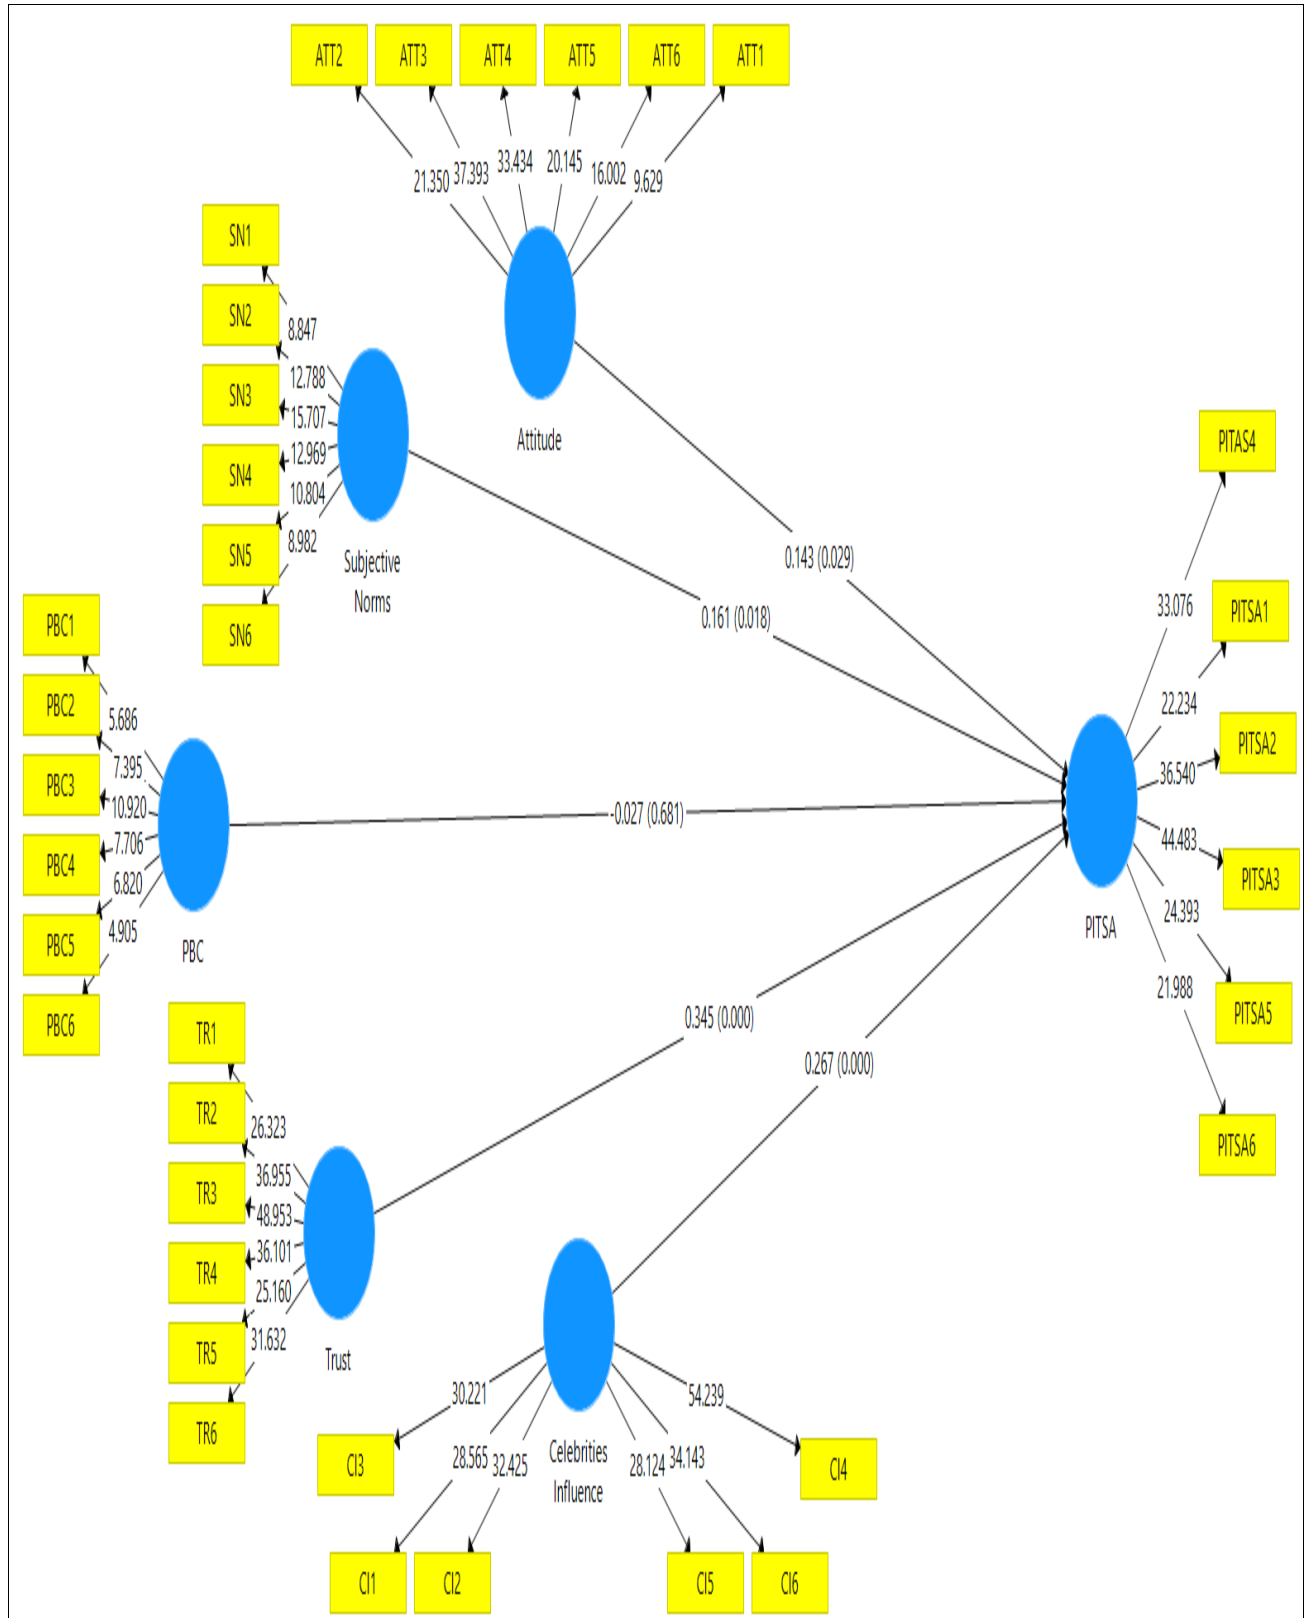 ATT2 ATT3 ATT4 ATT5 ATT6 ATT1
21.350 37.393 33.434 20.145 16.002 9.629
Attitude
SN1
SN2
SN3
SN4
SN5
SN6
8.847
12.788
15.707
12.969
10.804
8.982
Subjective
Norms
PBC1
PBC2
PBC3
PBC4
PBC5
PBC6
5.686
7.395
10.920
7.706
6.820
4.905
PBC
TR1
TR2
TR3
TR4
TR5
TR6
26.323
36.955
48.953
36.101
25.160
31.632
Trust
0.143 (0.029)
0.161 (0.018)
-0.027 (0.681)
0.345 (0.000)
0.267 (0.000)
PITSA
33.076
22.234
36.540
44.483
24.393
21.988
PITAS4
PITSA1
PITSA2
PITSA3
PITSA5
PITSA6
Celebrities
Influence
30.221
28.565
32.425
28.124
34.143
54.239
CI3
CI4
CI1 CI2 CI5 CI6